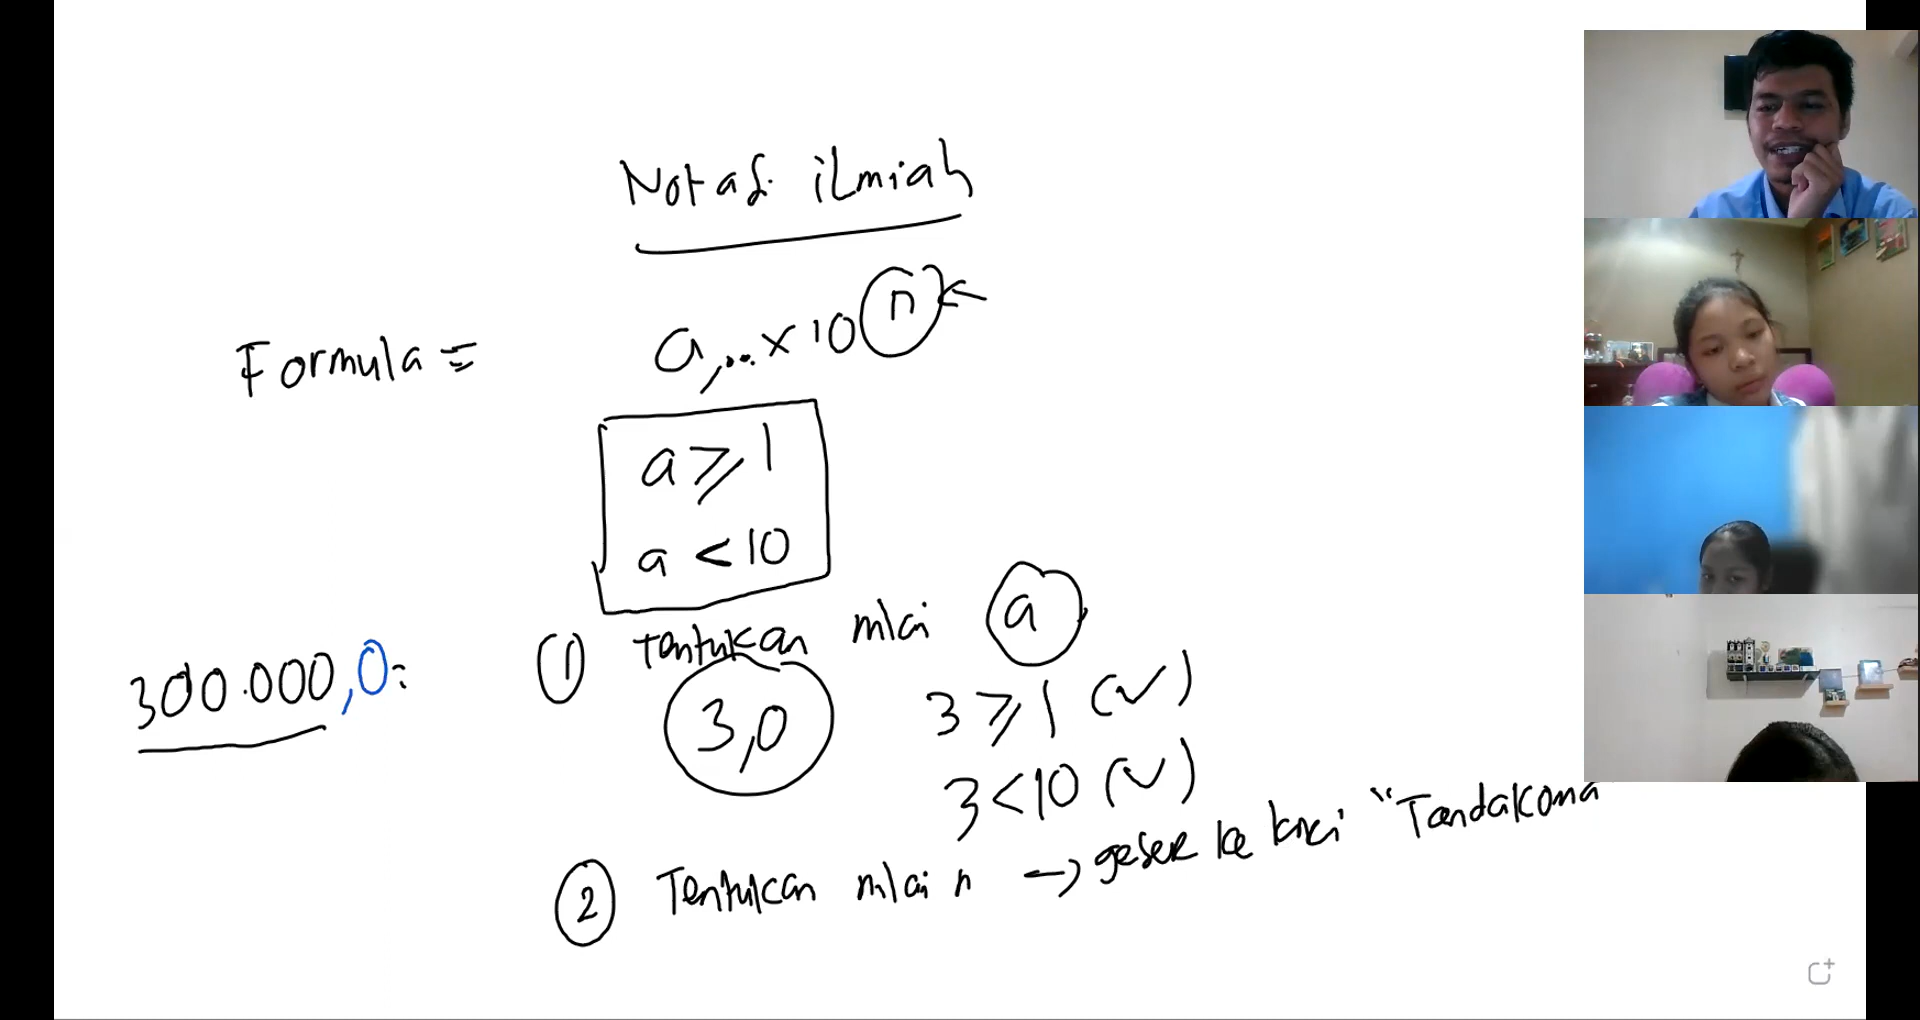 Notasi ilmiah
Formula = a,.. × 10 n ←
a ⩾ 1
a < 10
300.000,0:
① Tentukan nilai a
3,0
3 ⩾ 1 (✓)
3 < 10 (✓)
② Tentukan nilai n → geser ke kiri "Tandakoma